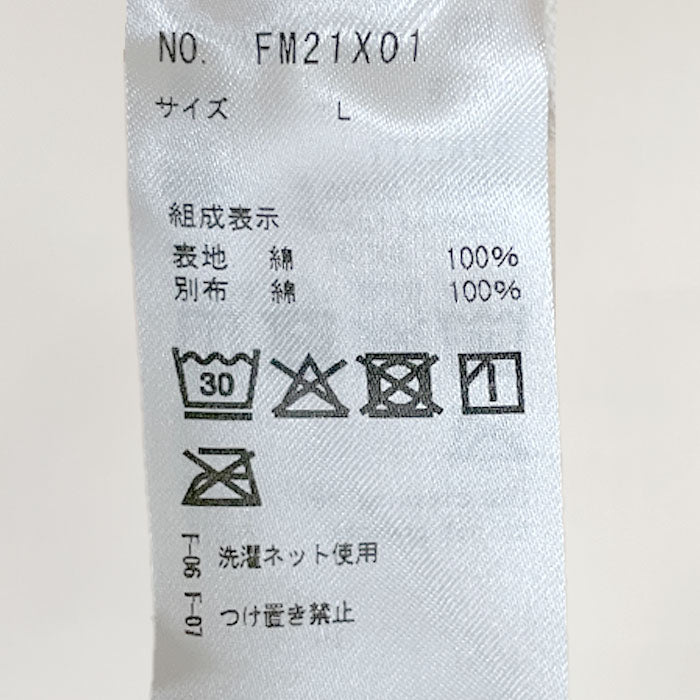 NO. FM21X01
サイズ L
組成表示
表地 綿 100%
別布 綿 100%
30
F-06 洗濯ネット使用
F-07 つけ置き禁止